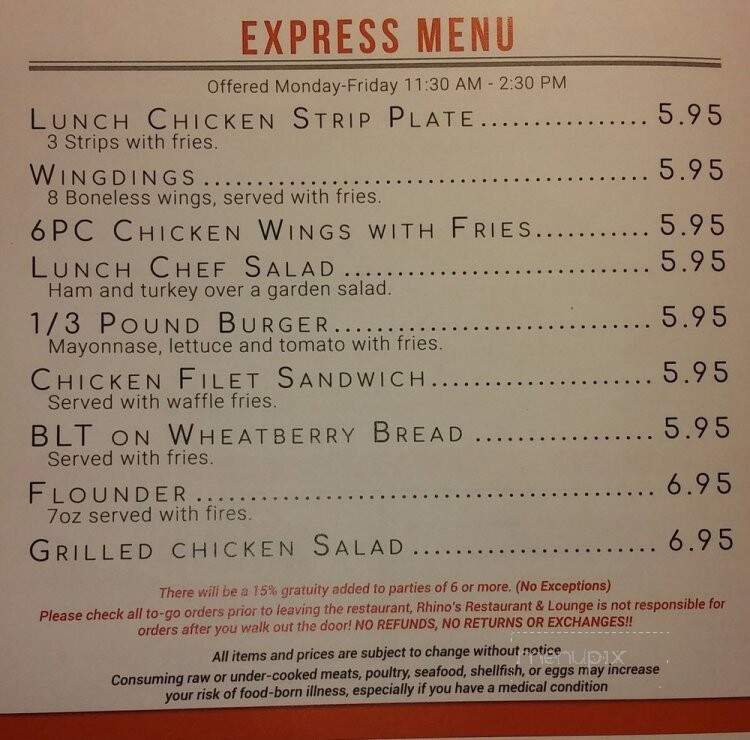 EXPRESS MENU
Offered Monday-Friday 11:30 AM - 2:30 PM
LUNCH CHICKEN STRIP PLATE................ 5.95
3 Strips with fries.
WINGDINGS.......................................... 5.95
8 Boneless wings, served with fries.
6PC CHICKEN WINGS WITH FRIES........... 5.95
LUNCH CHEF SALAD.............................. 5.95
Ham and turkey over a garden salad.
1/3 POUND BURGER............................... 5.95
Mayonnase, lettuce and tomato with fries.
CHICKEN FILET SANDWICH..................... 5.95
Served with waffle fries.
BLT ON WHEATBERRY BREAD ................. 5.95
Served with fries.
FLOUNDER............................................ 6.95
7oz served with fires.
GRILLED CHICKEN SALAD....................... 6.95
There will be a 15% gratuity added to parties of 6 or more. (No Exceptions)
Please check all to-go orders prior to leaving the restaurant, Rhino's Restaurant & Lounge is not responsible for
orders after you walk out the door! NO REFUNDS, NO RETURNS OR EXCHANGES!!
All items and prices are subject to change without notice
menupix
Consuming raw or under-cooked meats, poultry, seafood, shellfish, or eggs may increase
your risk of food-born illness, especially if you have a medical condition